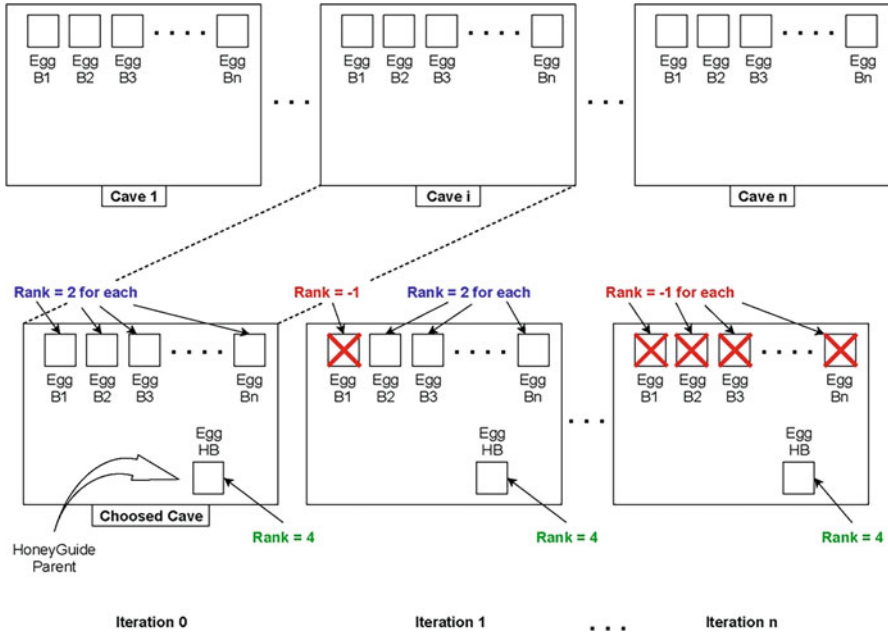 Egg B1 Egg B2 Egg B3 . . . . Egg Bn
Cave 1
. . .
Egg B1 Egg B2 Egg B3 . . . . Egg Bn
Cave i
. . .
Egg B1 Egg B2 Egg B3 . . . . Egg Bn
Cave n
Rank = 2 for each
Egg B1 Egg B2 Egg B3 . . . . Egg Bn
Egg HB
Choosed Cave
Rank = 4
HoneyGuide
Parent
Rank = -1
Rank = 2 for each
Egg B1 Egg B2 Egg B3 . . . . Egg Bn
Egg HB
Rank = 4
. . .
Rank = -1 for each
Egg B1 Egg B2 Egg B3 . . . . Egg Bn
Egg HB
Rank = 4
Iteration 0
Iteration 1
. . .
Iteration n